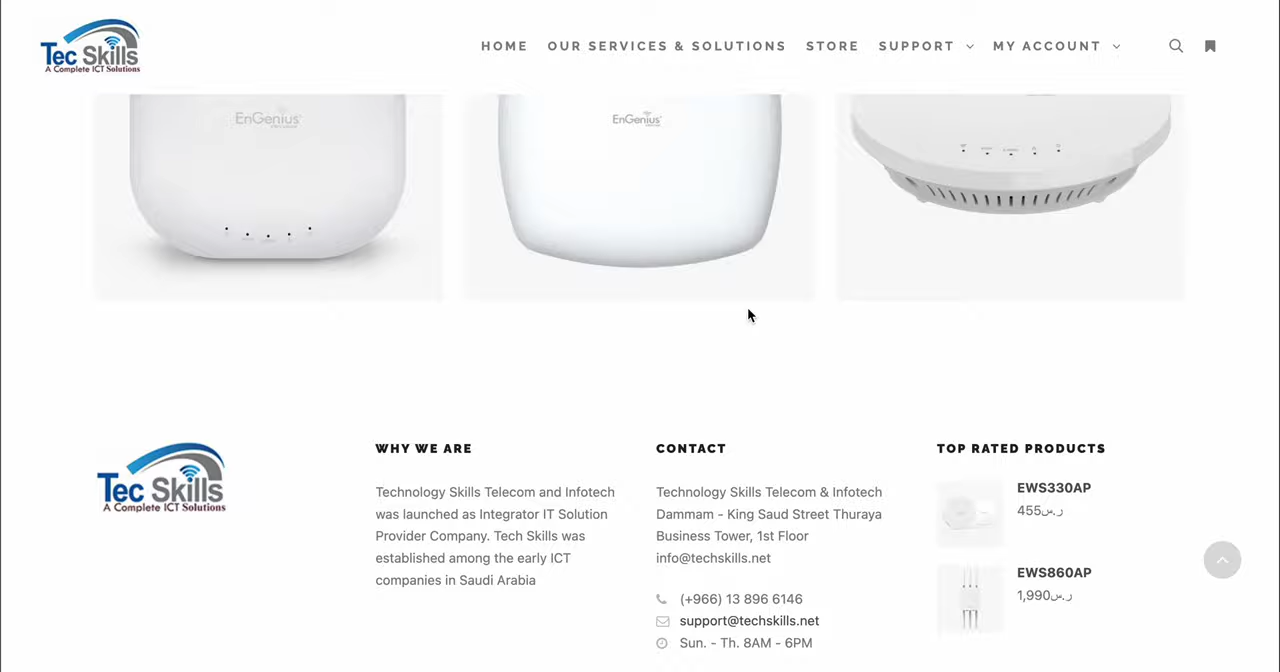 Tec Skills
A Complete ICT Solutions
HOME OUR SERVICES & SOLUTIONS STORE SUPPORT MY ACCOUNT
EnGenius
EnGenius
Tec Skills
A Complete ICT Solutions
WHY WE ARE
Technology Skills Telecom and Infotech
was launched as Integrator IT Solution
Provider Company. Tech Skills was
established among the early ICT
companies in Saudi Arabia
CONTACT
Technology Skills Telecom & Infotech
Dammam - King Saud Street Thuraya
Business Tower, 1st Floor
info@techskills.net
(+966) 13 896 6146
support@techskills.net
Sun. - Th. 8AM - 6PM
TOP RATED PRODUCTS
EWS330AP
455ر.س
EWS860AP
1,990ر.س